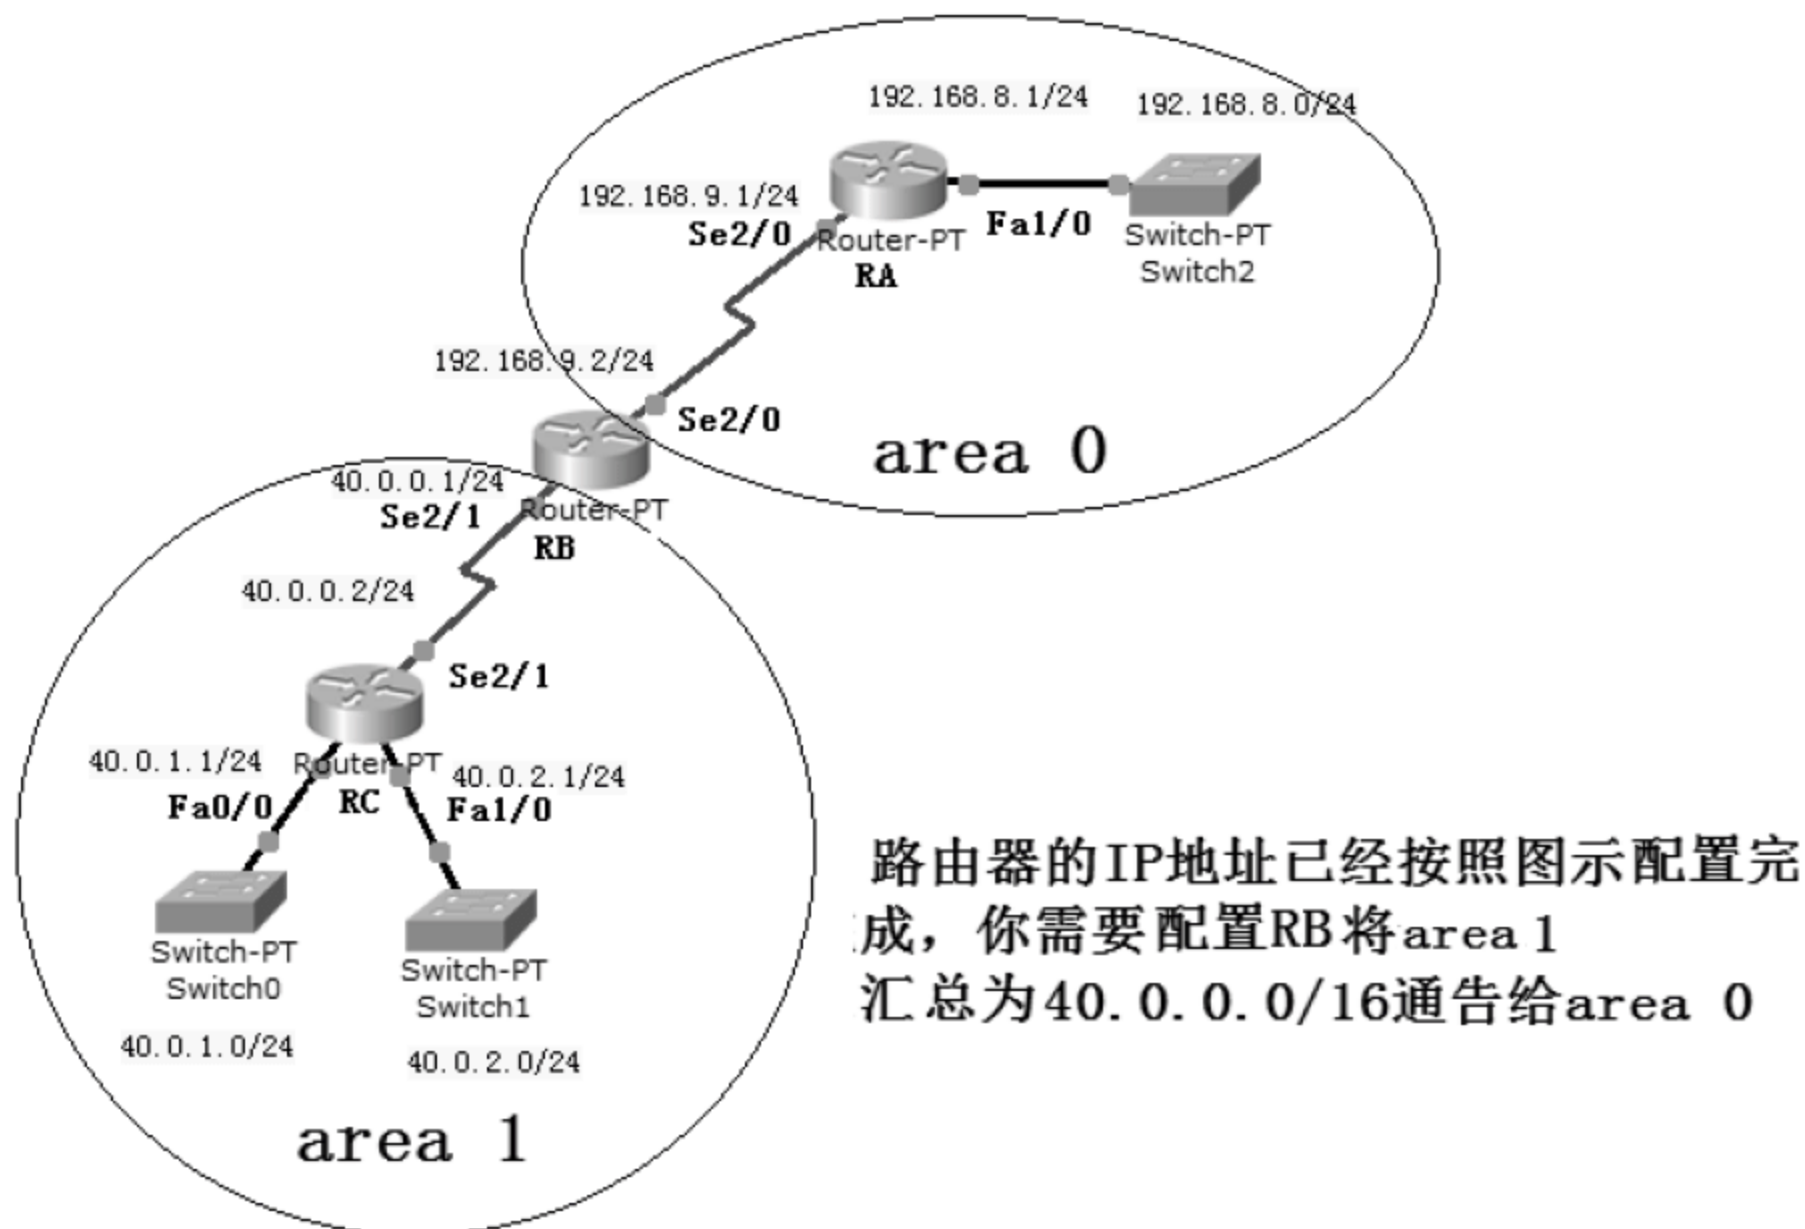 192.168.8.1/24
192.168.8.0/24
192.168.9.1/24
Se2/0
Router-PT
RA
Fa1/0
Switch-PT
Switch2
192.168.9.2/24
Se2/0
area 0
40.0.0.1/24
Se2/1
Router-PT
RB
40.0.0.2/24
Se2/1
40.0.1.1/24
Router-PT
40.0.2.1/24
Fa0/0
RC
Fa1/0
Switch-PT
Switch0
Switch-PT
Switch1
40.0.1.0/24
40.0.2.0/24
area 1
路由器的IP地址已经按照图示配置完
成，你需要配置RB将area 1
汇总为40.0.0.0/16通告给area 0